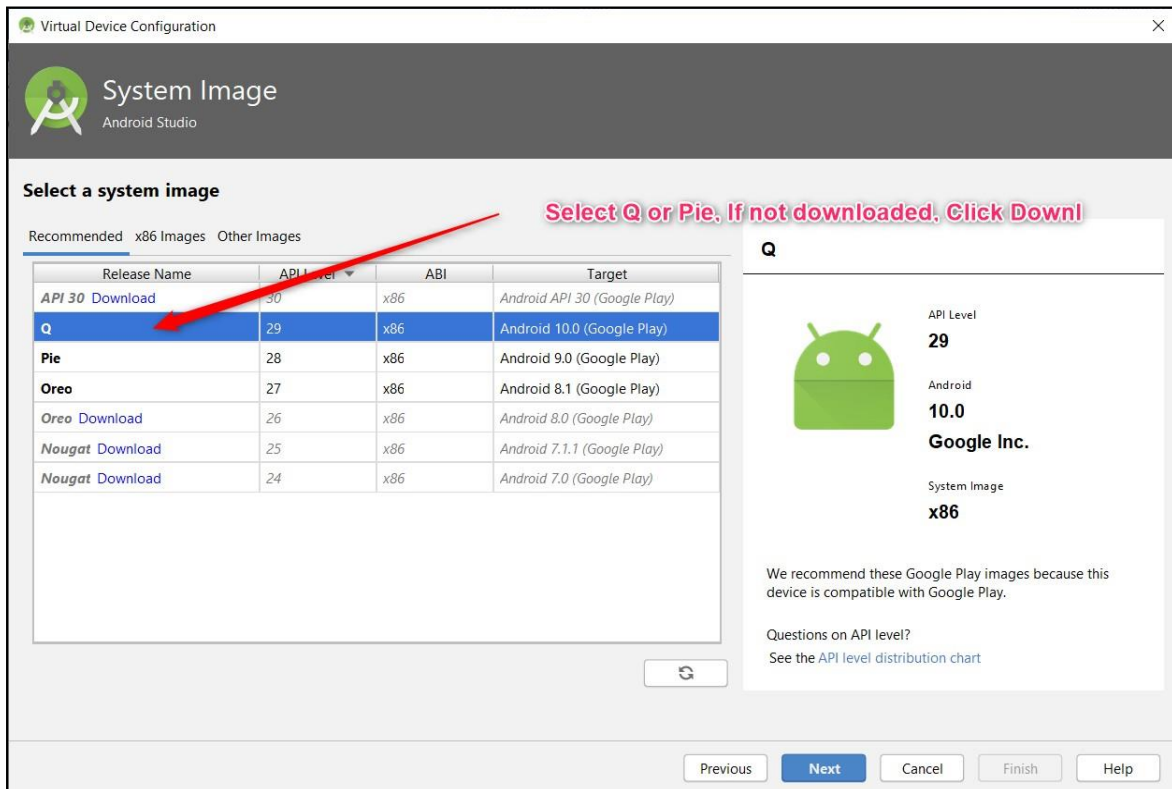 Virtual Device Configuration
System Image
Android Studio
Select a system image
Select Q or Pie, If not downloaded, Click Downl
Recommended x86 Images Other Images
Release Name API Level ABI Target
API 30 Download 30 x86 Android API 30 (Google Play)
Q 29 x86 Android 10.0 (Google Play)
Pie 28 x86 Android 9.0 (Google Play)
Oreo 27 x86 Android 8.1 (Google Play)
Oreo Download 26 x86 Android 8.0 (Google Play)
Nougat Download 25 x86 Android 7.1.1 (Google Play)
Nougat Download 24 x86 Android 7.0 (Google Play)
Q
API Level
29
Android
10.0
Google Inc.
System Image
x86
We recommend these Google Play images because this
device is compatible with Google Play.
Questions on API level?
See the API level distribution chart
Previous Next Cancel Finish Help